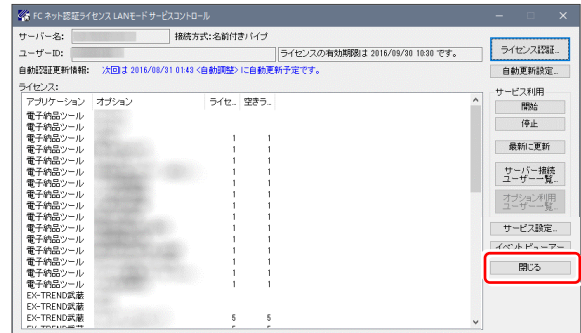 FC ネット認証ライセンス LANモード サービスコントロール
サーバー名:
接続方式:名前付きパイプ
ユーザーID:
ライセンスの有効期限は 2016/09/30 10:30 です。
自動認証更新情報: 次回は 2016/08/31 01:43 <自動調整> に自動更新予定です。
ライセンス:
アプリケーション オプション ライセ... 空きラ...
電子納品ツール
電子納品ツール
電子納品ツール 1 1
電子納品ツール 1 1
電子納品ツール 1 1
電子納品ツール 1 1
電子納品ツール 1 1
電子納品ツール 1 1
電子納品ツール 1 1
電子納品ツール 1 1
電子納品ツール 1 1
電子納品ツール 1 1
電子納品ツール 1 1
電子納品ツール 1 1
電子納品ツール 1 1
電子納品ツール 1 1
EX-TREND武蔵
EX-TREND武蔵
EX-TREND武蔵 5 5
ライセンス認証...
自動更新設定...
サービス利用
開始
停止
最新に更新
サーバー接続
ユーザー一覧...
オプション利用
ユーザー一覧...
サービス設定...
イベントビューアー
閉じる